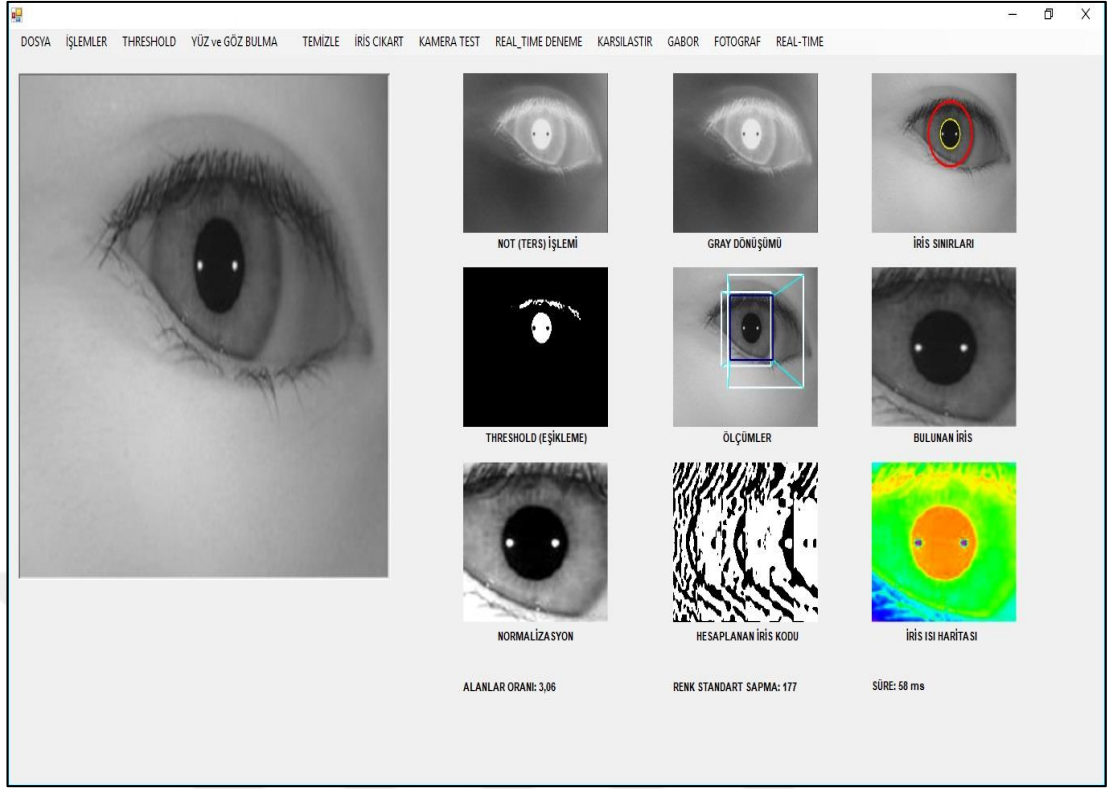 DOSYA İŞLEMLER THRESHOLD YÜZ ve GÖZ BULMA TEMİZLE İRİS CIKART KAMERA TEST REAL_TIME DENEME KARSILASTIR GABOR FOTOGRAF REAL-TIME
NOT (TERS) İŞLEMİ GRAY DÖNÜŞÜMÜ İRİS SINIRLARI
THRESHOLD (EŞİKLEME) ÖLÇÜMLER BULUNAN İRİS
NORMALİZASYON HESAPLANAN İRİS KODU İRİS ISI HARİTASI
ALANLAR ORANI: 3,06 RENK STANDART SAPMA: 177 SÜRE: 58 ms